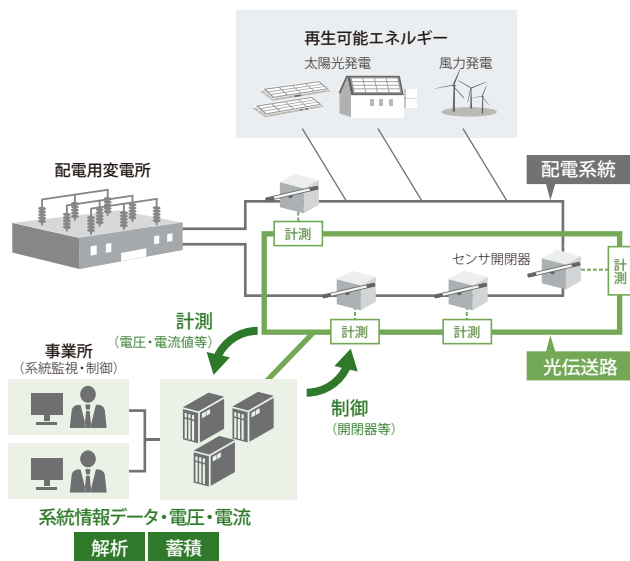 再生可能エネルギー
太陽光発電
風力発電
配電用変電所
配電系統
計測
センサ開閉器
計測
計測
計測
計測
(電圧・電流値等)
光伝送路
事業所
(系統監視・制御)
制御
(開閉器等)
系統情報データ・電圧・電流
解析
蓄積